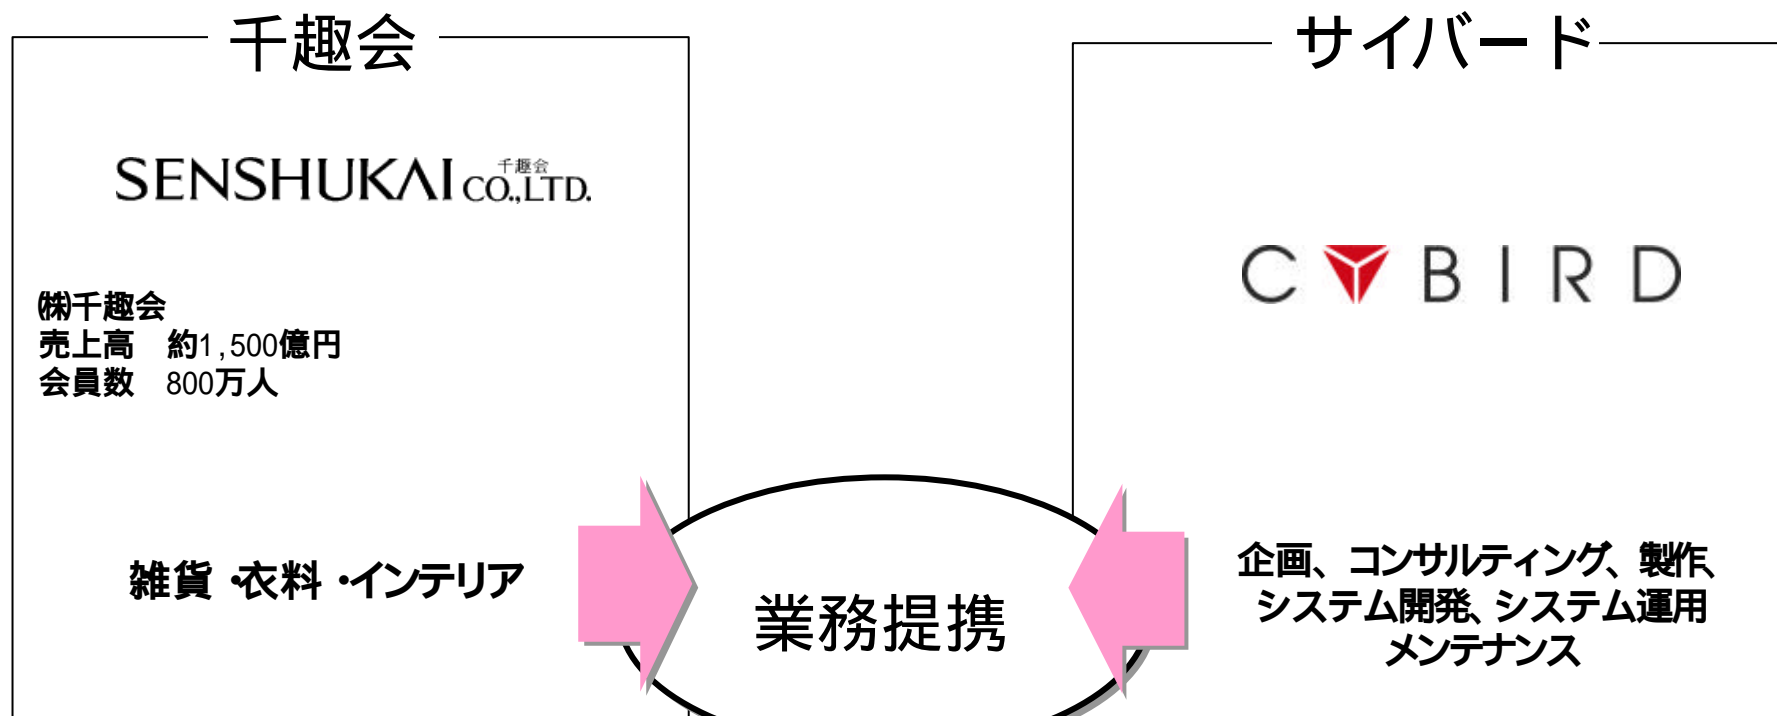 千趣会
SENSHUKAI CO.,LTD.
千趣会
㈱千趣会
売上高　約1,500億円
会員数　800万人
雑貨・衣料・インテリア
業務提携
サイバード
CYBIRD
企画、コンサルティング、製作、
システム開発、システム運用
メンテナンス